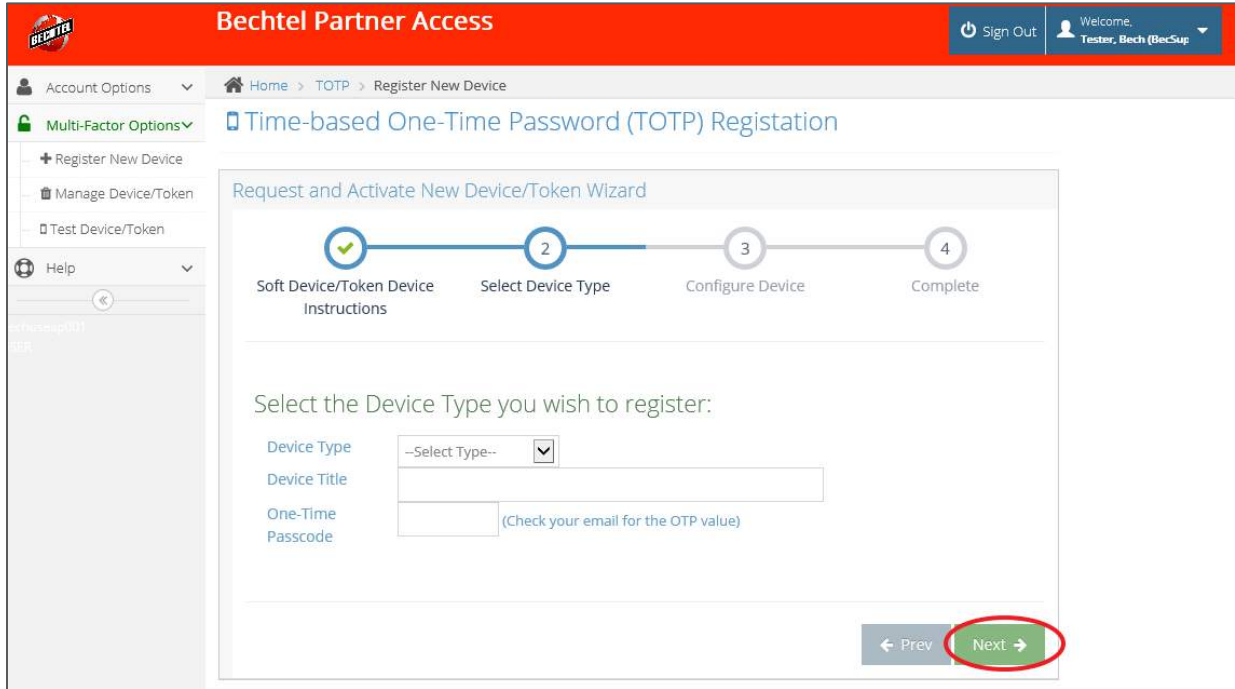 BECHTEL
Bechtel Partner Access
Sign Out
Welcome,
Tester, Bech (BecSup
Account Options
Multi-Factor Options
Register New Device
Manage Device/Token
Test Device/Token
Help
Home > TOTP > Register New Device
Time-based One-Time Password (TOTP) Registation
Request and Activate New Device/Token Wizard
2
3
4
Soft Device/Token Device
Instructions
Select Device Type
Configure Device
Complete
Select the Device Type you wish to register:
Device Type
--Select Type--
Device Title
One-Time
Passcode
(Check your email for the OTP value)
Prev
Next